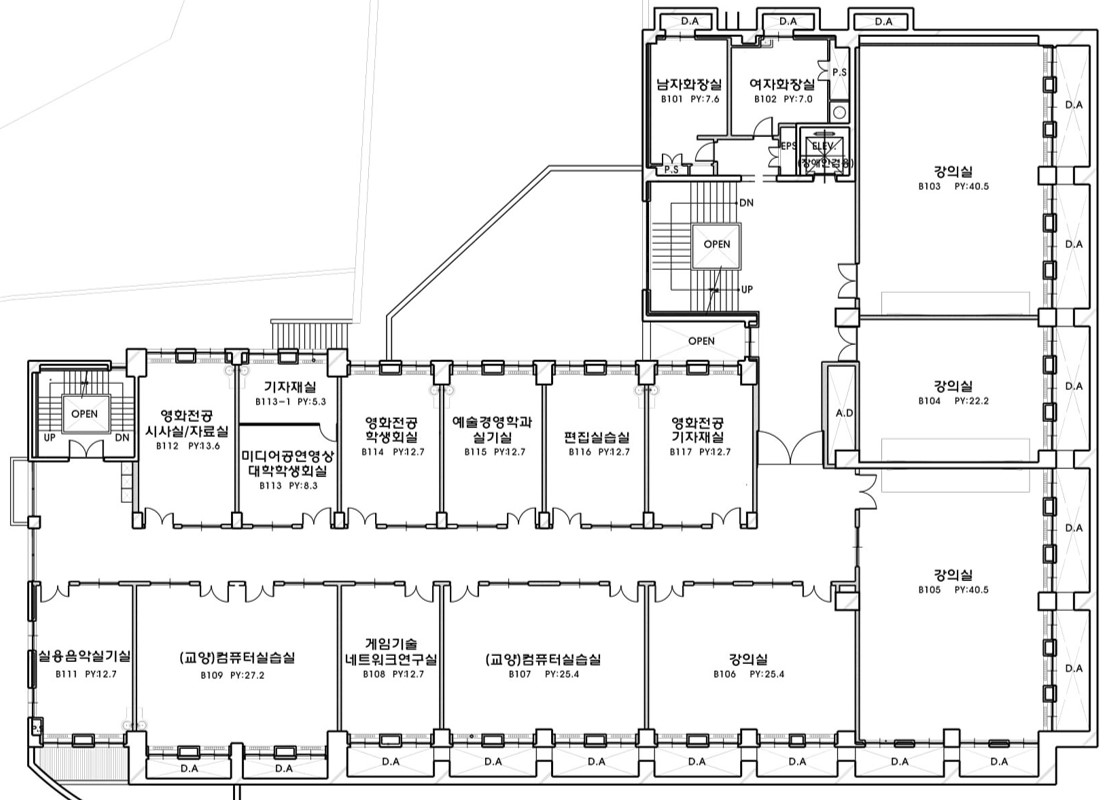 D.A
D.A
D.A
남자화장실
B101 PY:7.6
여자화장실
B102 PY:7.0
P.S
D.A
EPS
ELEV.
(장애인겸용)
P.S
강의실
B103 PY:40.5
DN
OPEN
UP
D.A
OPEN
기자재실
B113-1 PY:5.3
강의실
B104 PY:22.2
D.A
A.D
OPEN
UP
DN
영화전공
시사실/자료실
B112 PY:13.6
미디어공연영상
대학학생회실
B113 PY:8.3
영화전공
학생회실
B114 PY:12.7
예술경영학과
실기실
B115 PY:12.7
편집실습실
B116 PY:12.7
영화전공
기자재실
B117 PY:12.7
D.A
강의실
B105 PY:40.5
실용음악실기실
B111 PY:12.7
(교양)컴퓨터실습실
B109 PY:27.2
게임기술
네트워크연구실
B108 PY:12.7
(교양)컴퓨터실습실
B107 PY:25.4
강의실
B106 PY:25.4
D.A
D.A
D.A
D.A
D.A
D.A
D.A
D.A
D.A
D.A